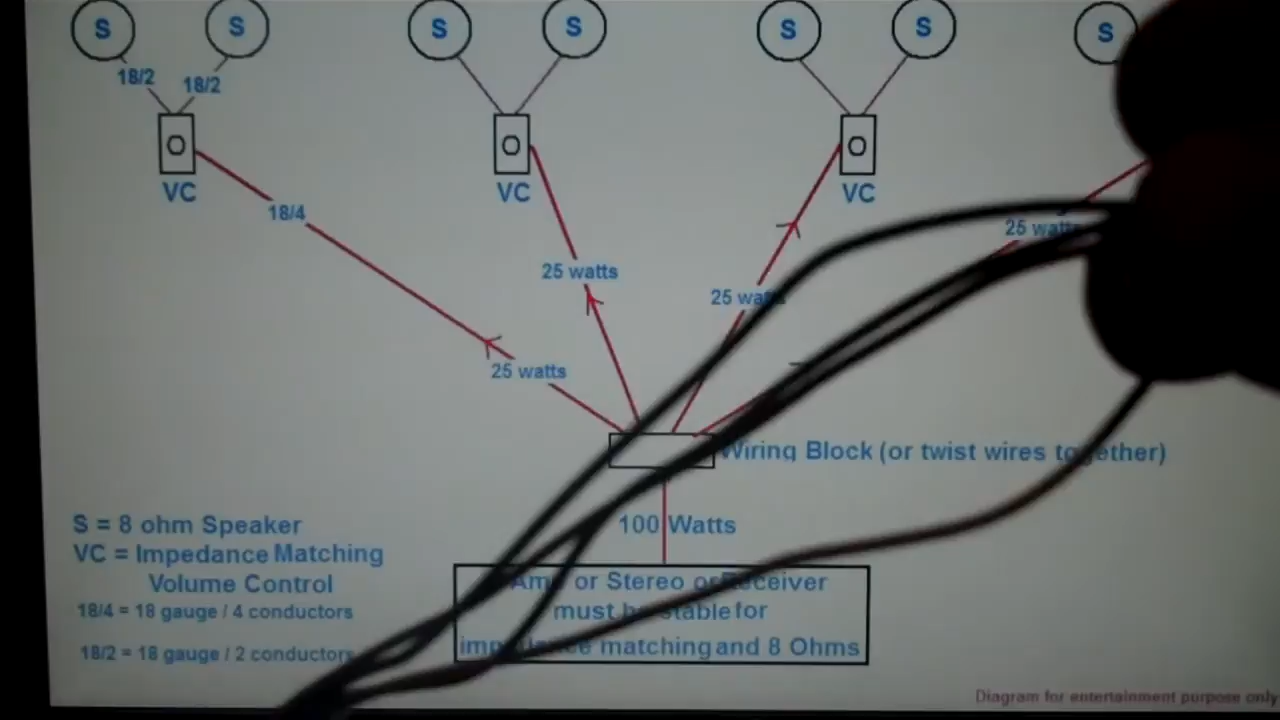 S S S S S S S
18/2
18/2
O O O
VC VC VC
18/4
25 watts
25 watts
25
25 watts
Wiring Block (or twist wires together)
100 Watts
S = 8 ohm Speaker
VC = Impedance Matching
Volume Control
18/4 = 18 gauge / 4 conductors
18/2 = 18 gauge / 2 conductors
or Stereo or Receiver
must be stable for
matching and 8 Ohms
Diagram for entertainment purpose only